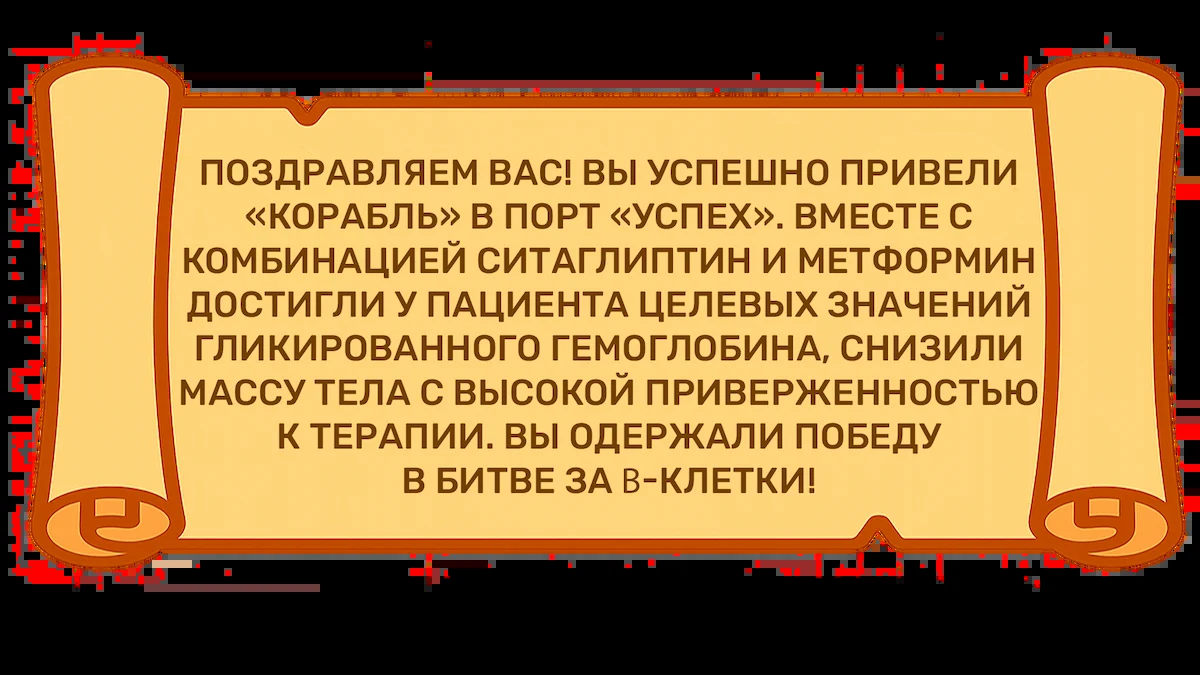 ПОЗДРАВЛЯЕМ ВАС! ВЫ УСПЕШНО ПРИВЕЛИ
«КОРАБЛЬ» В ПОРТ «УСПЕХ». ВМЕСТЕ С
КОМБИНАЦИЕЙ СИТАГЛИПТИН И МЕТФОРМИН
ДОСТИГЛИ У ПАЦИЕНТА ЦЕЛЕВЫХ ЗНАЧЕНИЙ
ГЛИКИРОВАННОГО ГЕМОГЛОБИНА, СНИЗИЛИ
МАССУ ТЕЛА С ВЫСОКОЙ ПРИВЕРЖЕННОСТЬЮ
К ТЕРАПИИ. ВЫ ОДЕРЖАЛИ ПОБЕДУ
В БИТВЕ ЗА Β-КЛЕТКИ!